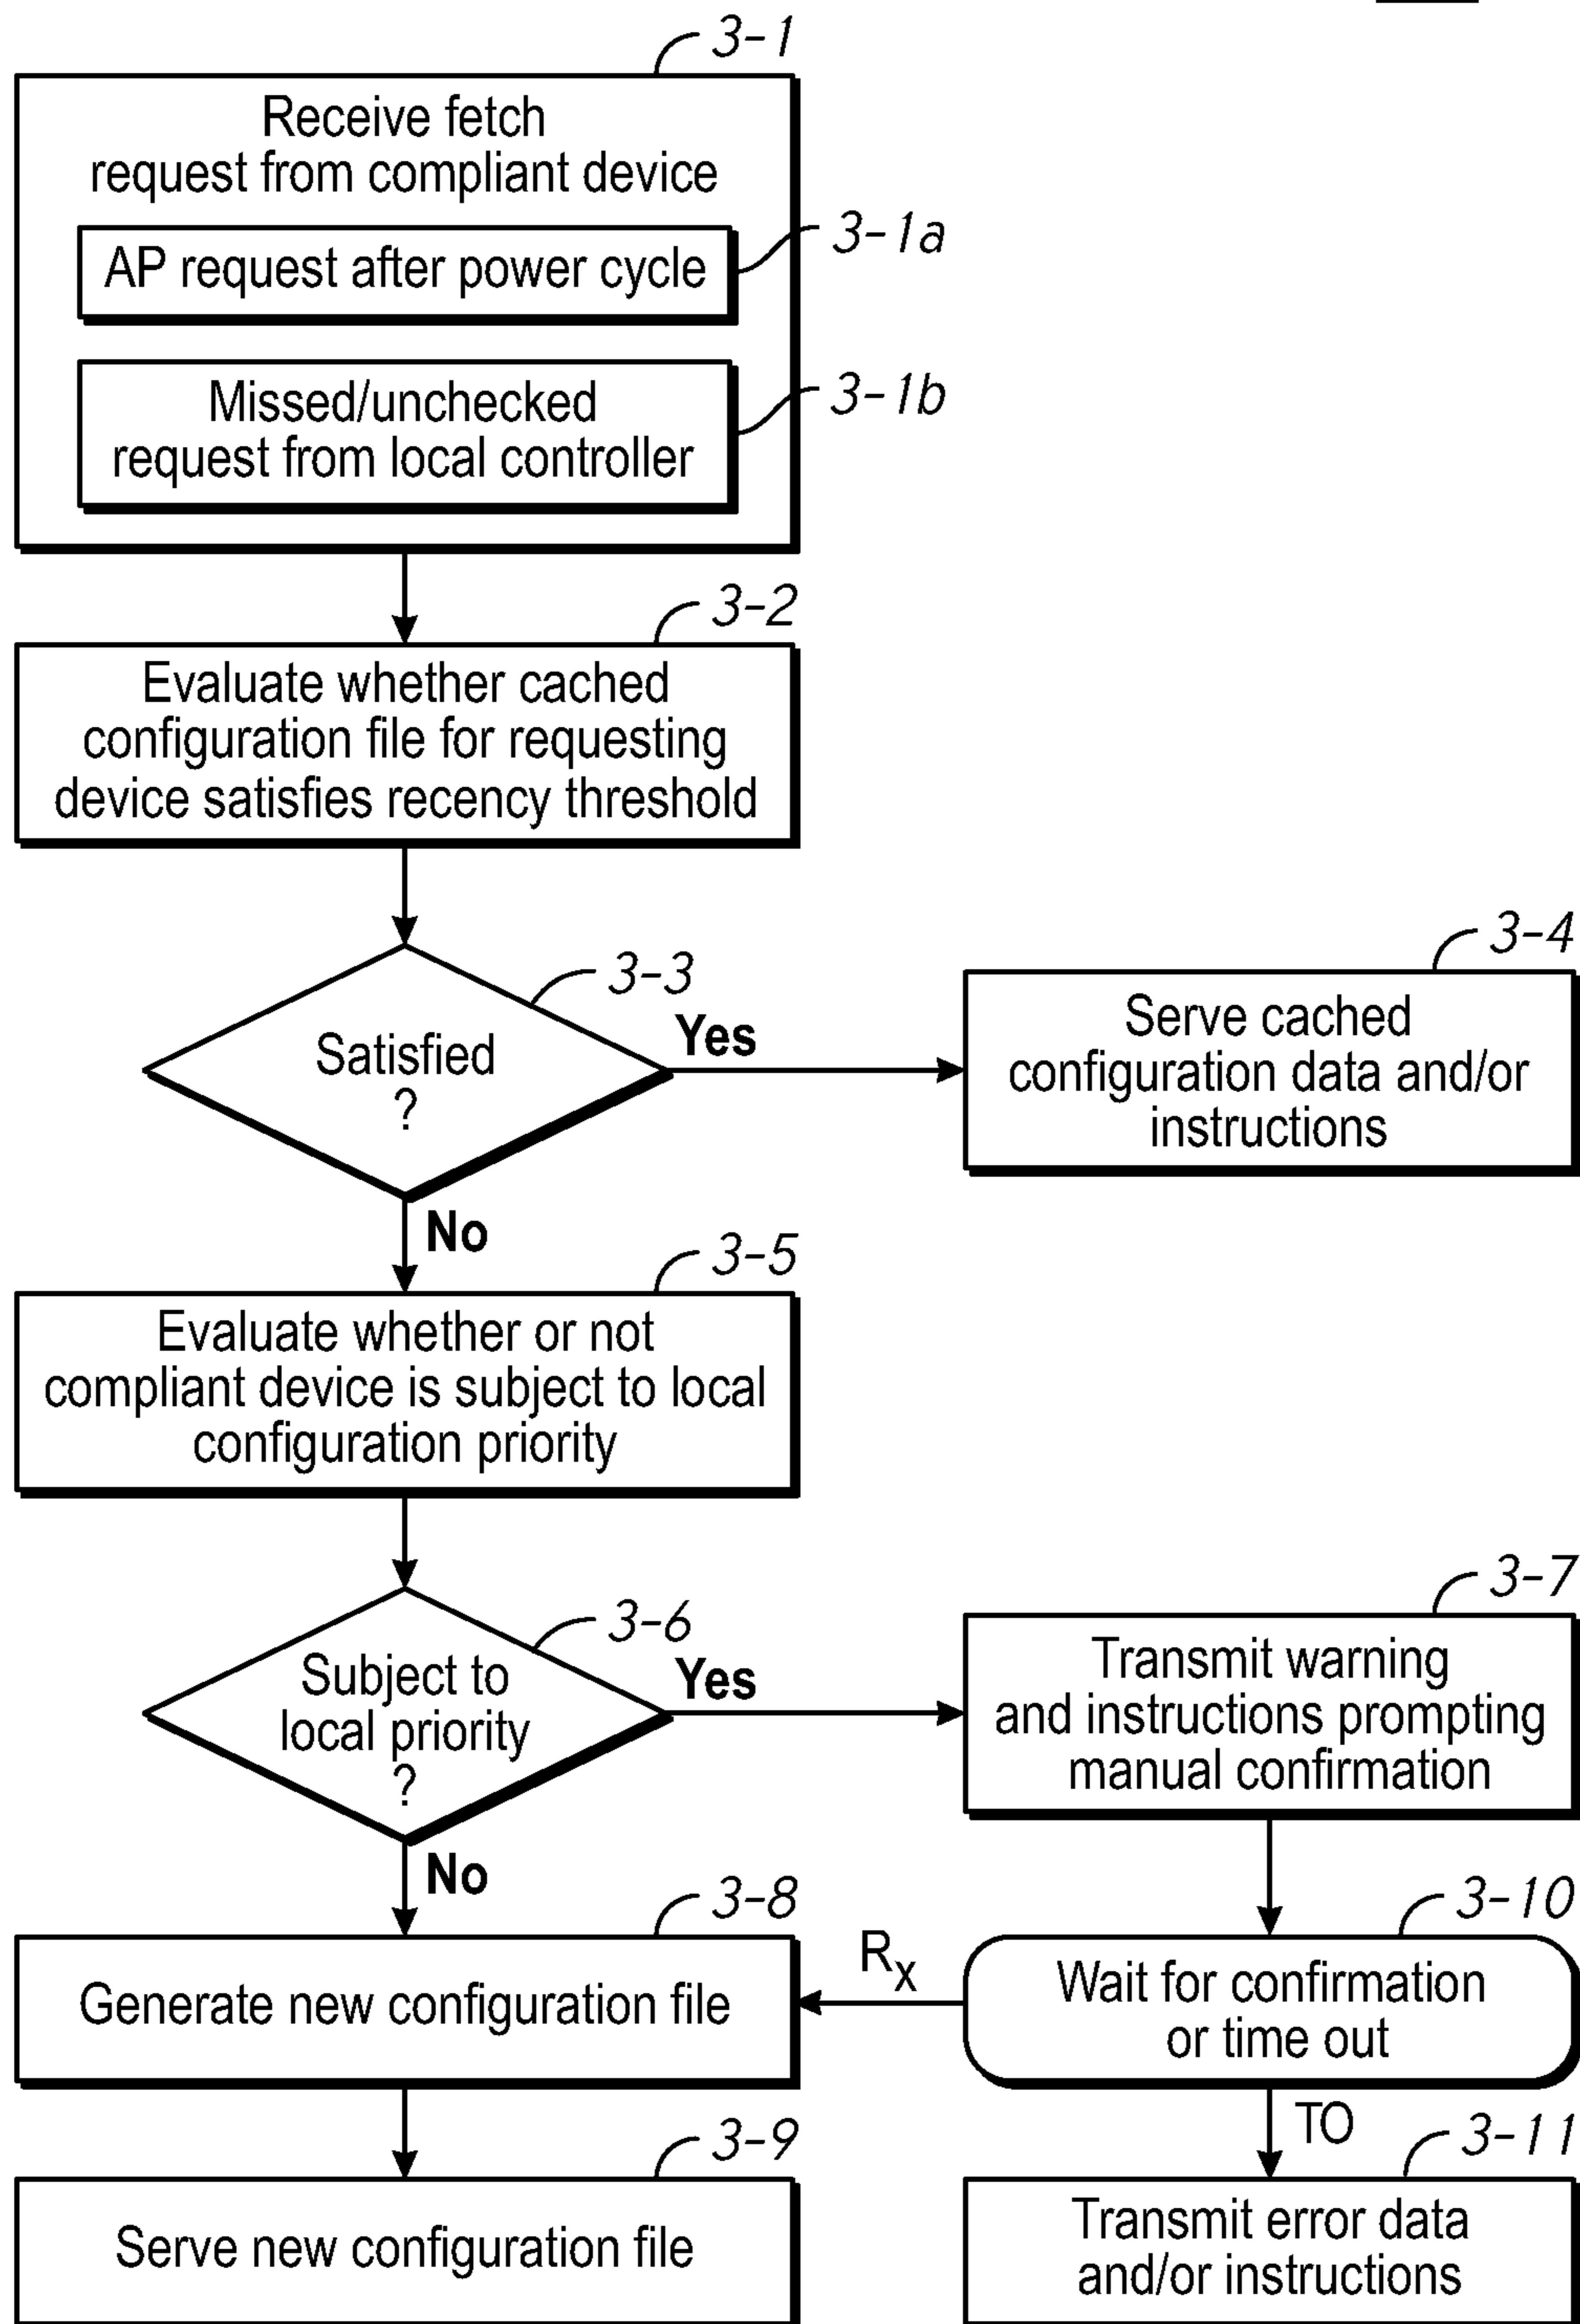 3-1
Receive fetch
request from compliant device
3-1a
AP request after power cycle
3-1b
Missed/unchecked
request from local controller
3-2
Evaluate whether cached
configuration file for requesting
device satisfies recency threshold
3-3
Satisfied
?
Yes
3-4
Serve cached
configuration data and/or
instructions
No
3-5
Evaluate whether or not
compliant device is subject to local
configuration priority
3-6
Subject to
local priority
?
Yes
3-7
Transmit warning
and instructions prompting
manual confirmation
No
3-8
Generate new configuration file
Rx
3-10
Wait for confirmation
or time out
3-9
Serve new configuration file
TO
3-11
Transmit error data
and/or instructions